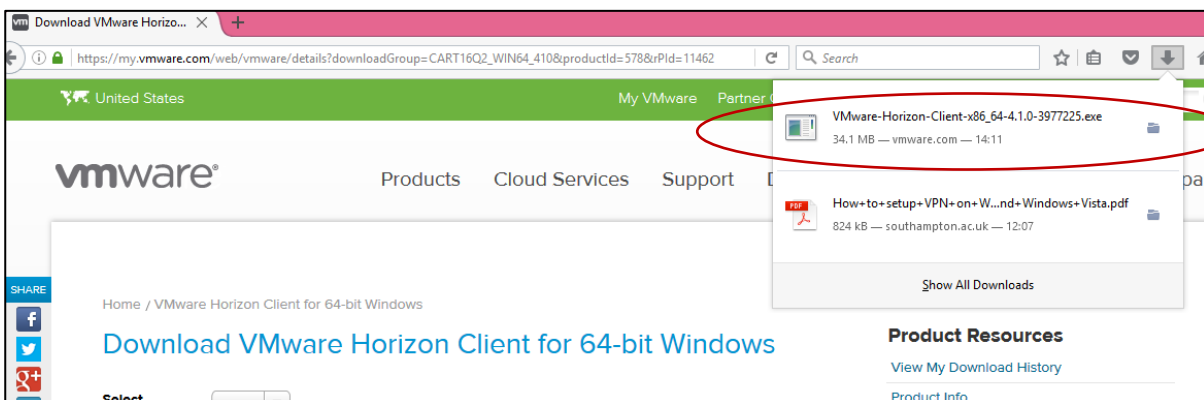 vm Download VMware Horizo...
https://my.vmware.com/web/vmware/details?downloadGroup=CART16Q2_WIN64_410&productId=578&rPId=11462
Search
United States
My VMware
Partner
VMware-Horizon-Client-x86_64-4.1.0-3977225.exe
34.1 MB — vmware.com — 14:11
vmware®
Products
Cloud Services
Support
How+to+setup+VPN+on+W...nd+Windows+Vista.pdf
824 kB — southampton.ac.uk — 12:07
PDF
Show All Downloads
SHARE
f
g+
Home / VMware Horizon Client for 64-bit Windows
Download VMware Horizon Client for 64-bit Windows
Product Resources
View My Download History
Product Info
Select